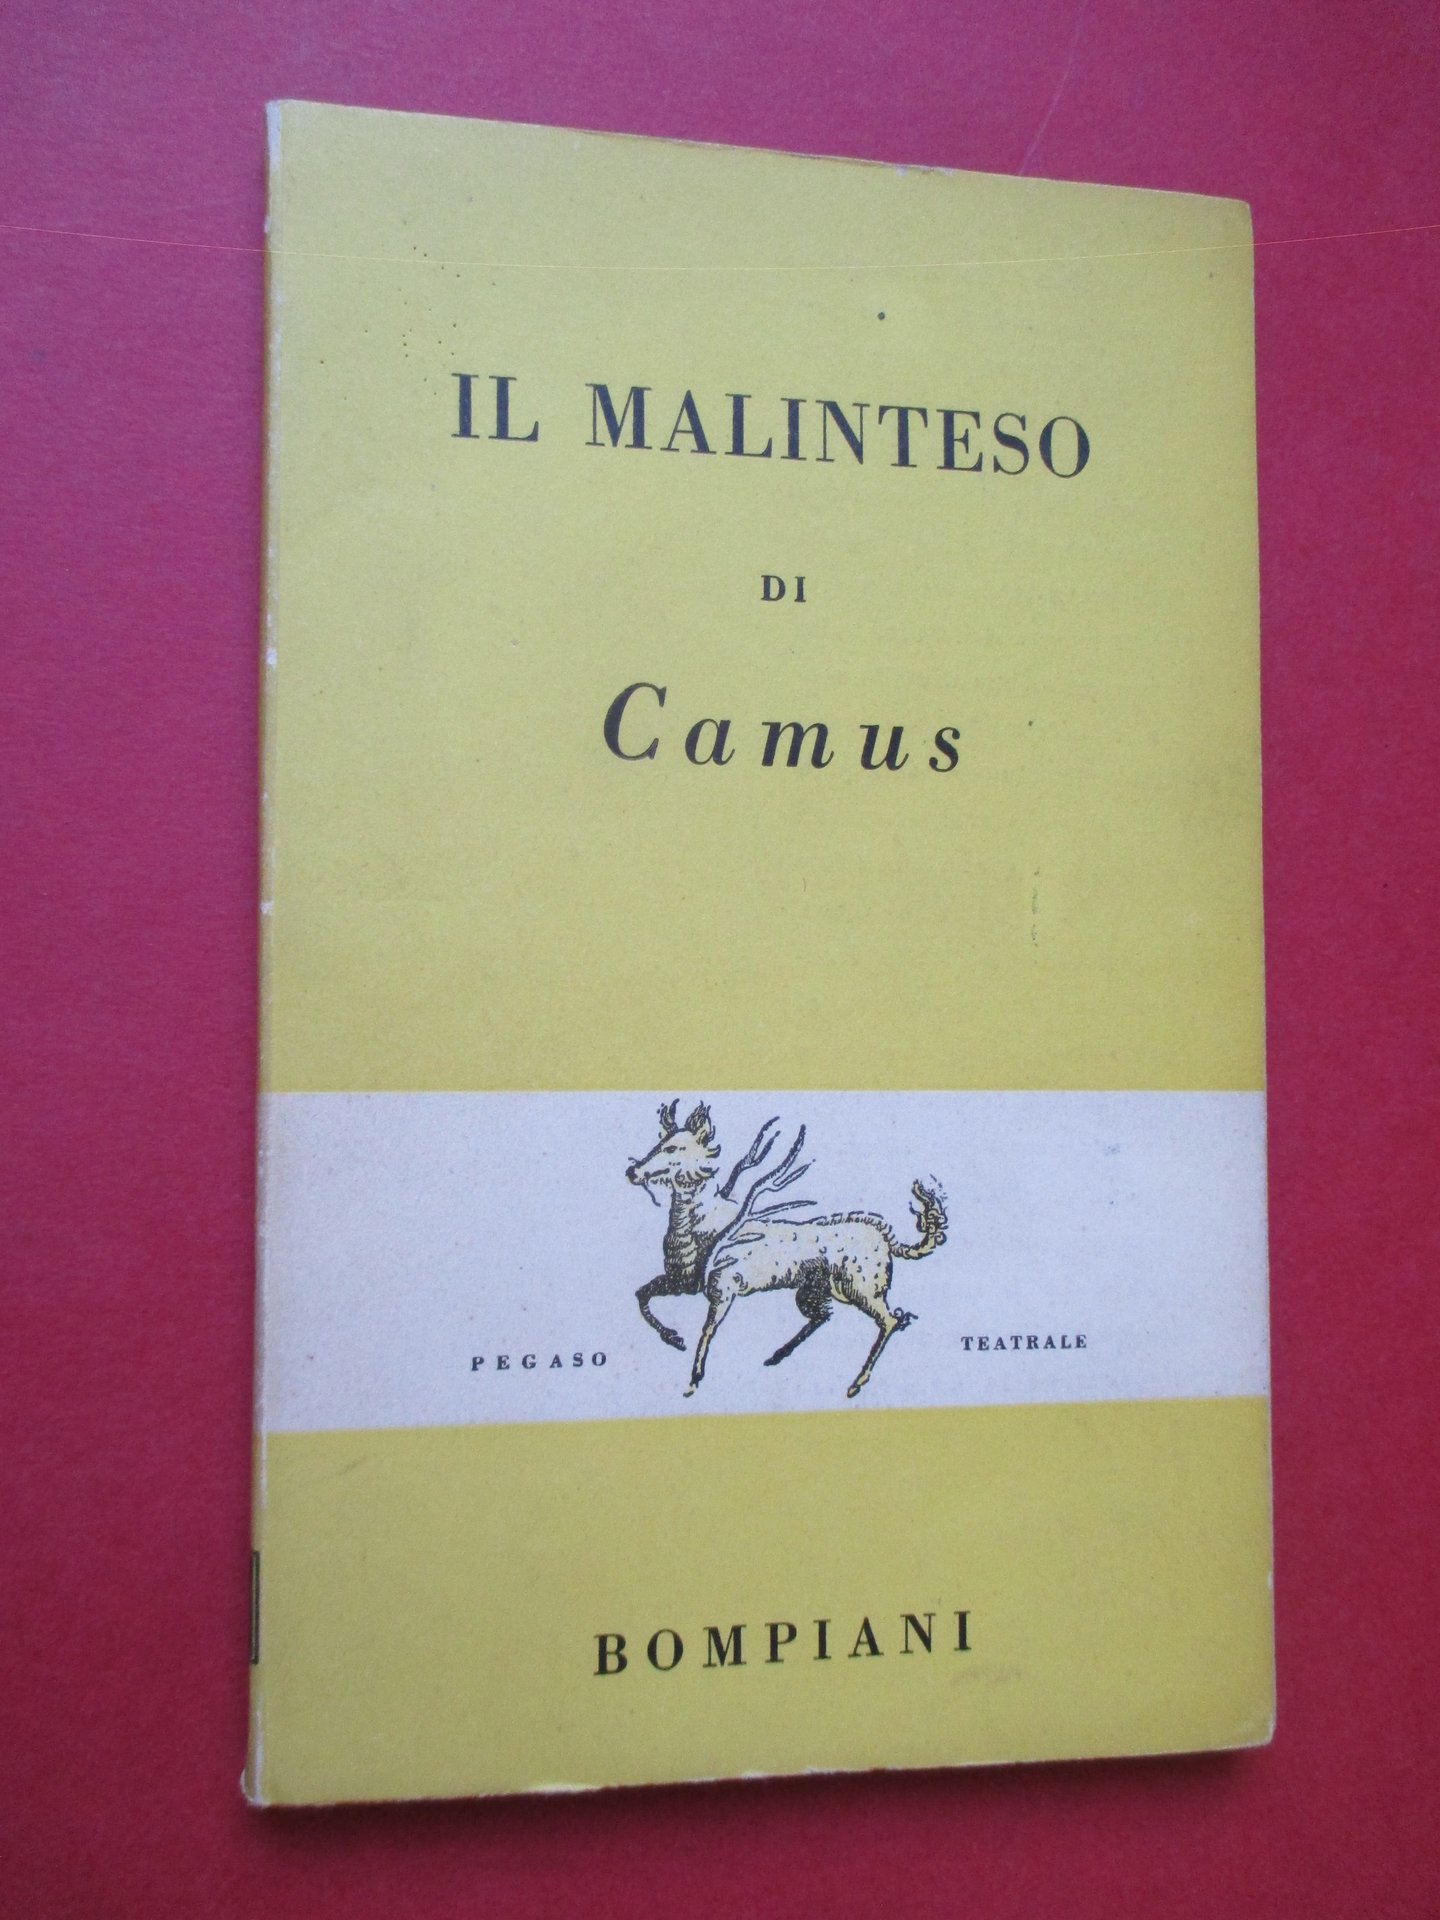 IL MALINTESO
DI
Camus
PEGASO TEATRALE
BOMPIANI